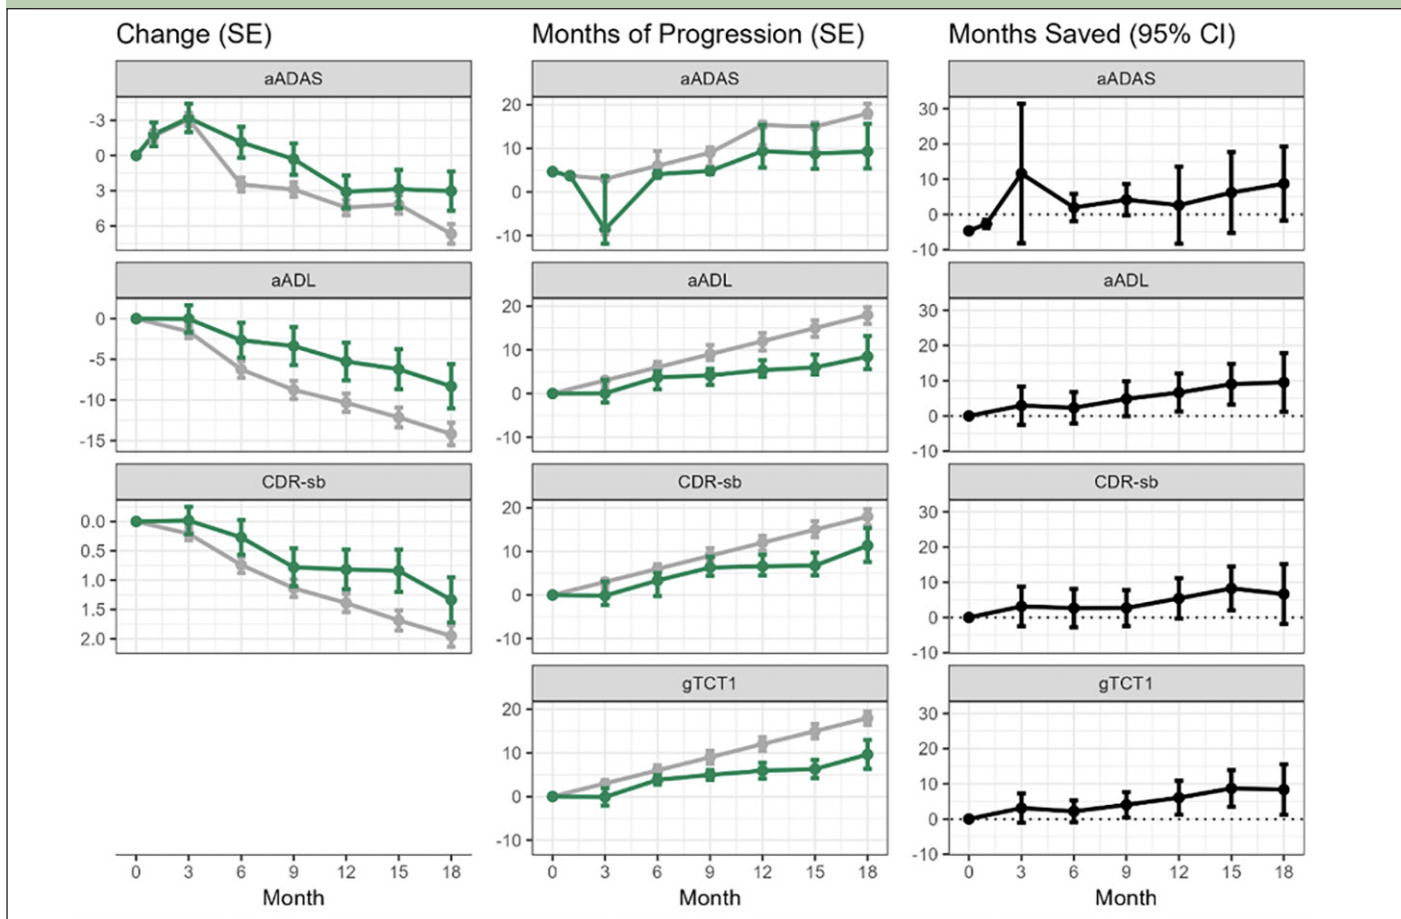 Change (SE)
Months of Progression (SE)
Months Saved (95% CI)
aADAS
aADAS
aADAS
-3
0
3
6
20
10
0
-10
30
20
10
0
-10
aADL
aADL
aADL
0
-5
-10
-15
20
10
0
-10
30
20
10
0
-10
CDR-sb
CDR-sb
CDR-sb
0.0
0.5
1.0
1.5
2.0
20
10
0
-10
30
20
10
0
-10
gTCT1
gTCT1
20
10
0
-10
30
20
10
0
-10
0 3 6 9 12 15 18
0 3 6 9 12 15 18
0 3 6 9 12 15 18
Month
Month
Month